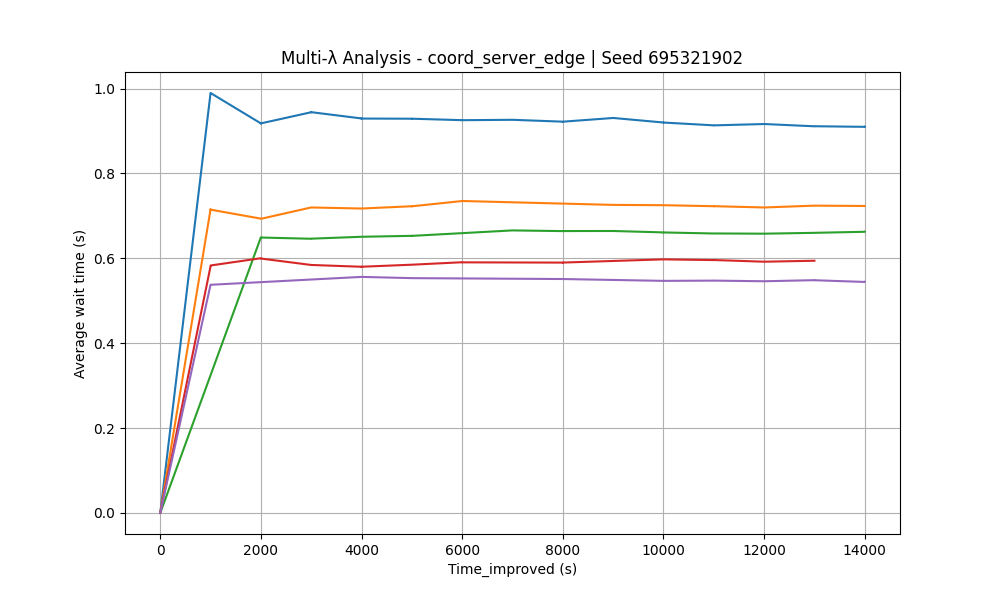 Multi-λ Analysis - coord_server_edge | Seed 695321902
1.0
0.8
0.6
0.4
0.2
0.0
Average wait time (s)
0 2000 4000 6000 8000 10000 12000 14000
Time_improved (s)